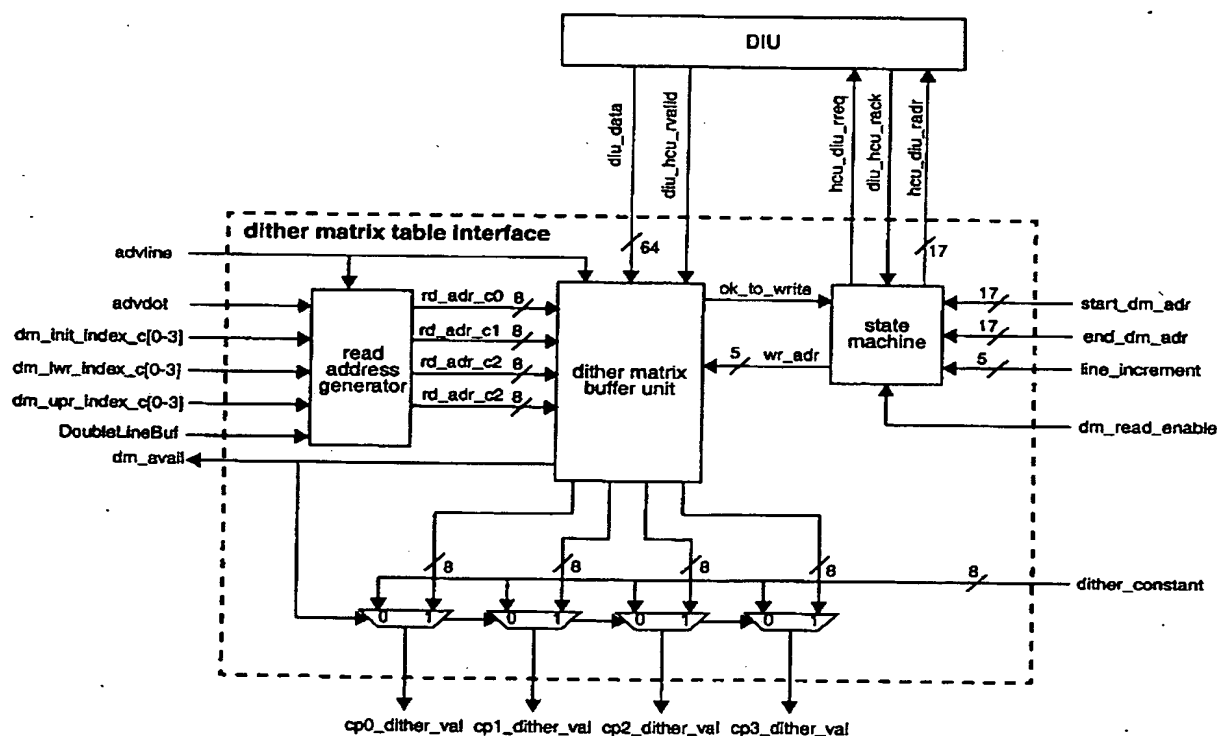 DIU
diu_data
diu_hcu_rvalid
hcu_diu_rreq
diu_hcu_rack
hcu_diu_radr
dither matrix table interface
64
17
advline
advdot
dm_init_index_c[0-3]
dm_lwr_index_c[0-3]
dm_upr_index_c[0-3]
DoubleLineBuf
dm_avail
read
address
generator
rd_adr_c0 8
rd_adr_c1 8
rd_adr_c2 8
rd_adr_c2 8
dither matrix
buffer unit
ok_to_write
5 wr_adr
state
machine
17 start_dm_adr
17 end_dm_adr
5 line_increment
dm_read_enable
8 8 8 8 8 dither_constant
0 1 0 1 0 1 0 1
cp0_dither_val cp1_dither_val cp2_dither_val cp3_dither_val